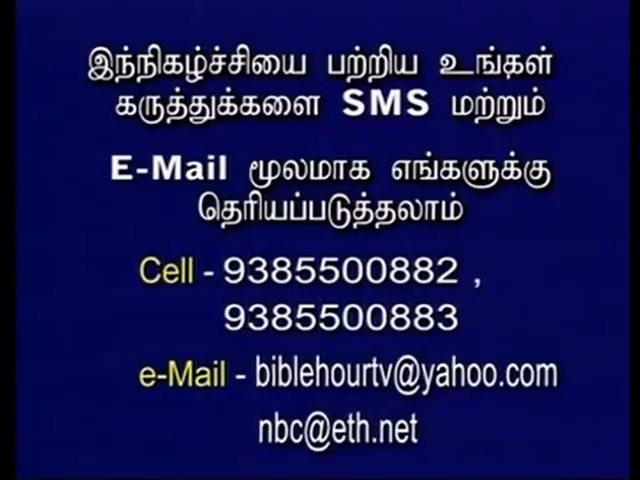 இந்நிகழ்ச்சியை பற்றிய உங்கள்
கருத்துக்களை SMS மற்றும்
E-Mail மூலமாக எங்களுக்கு
தெரியப்படுத்தலாம்
Cell - 9385500882 ,
9385500883
e-Mail - biblehourtv@yahoo.com
nbc@eth.net